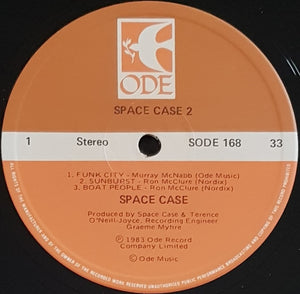 ODE
SPACE CASE 2
1 Stereo SODE 168 33
1. FUNK CITY - Murray McNabb (Ode Music)
2. SUNBURST - Ron McClure (Nordix)
3. BOAT PEOPLE - Ron McClure (Nordix)
SPACE CASE
Produced by Space Case & Terence
O'Neill-Joyce, Recording Engineer
Graeme Myhre
Ⓟ 1983 Ode Record
Company Limited
© Ode Music
ALL RIGHTS OF THE MANUFACTURER AND OF THE OWNER OF THE RECORDED WORK RESERVED UNAUTHORISED PUBLIC PERFORMANCE BROADCASTING AND COPYING OF THIS RECORD PROHIBITED